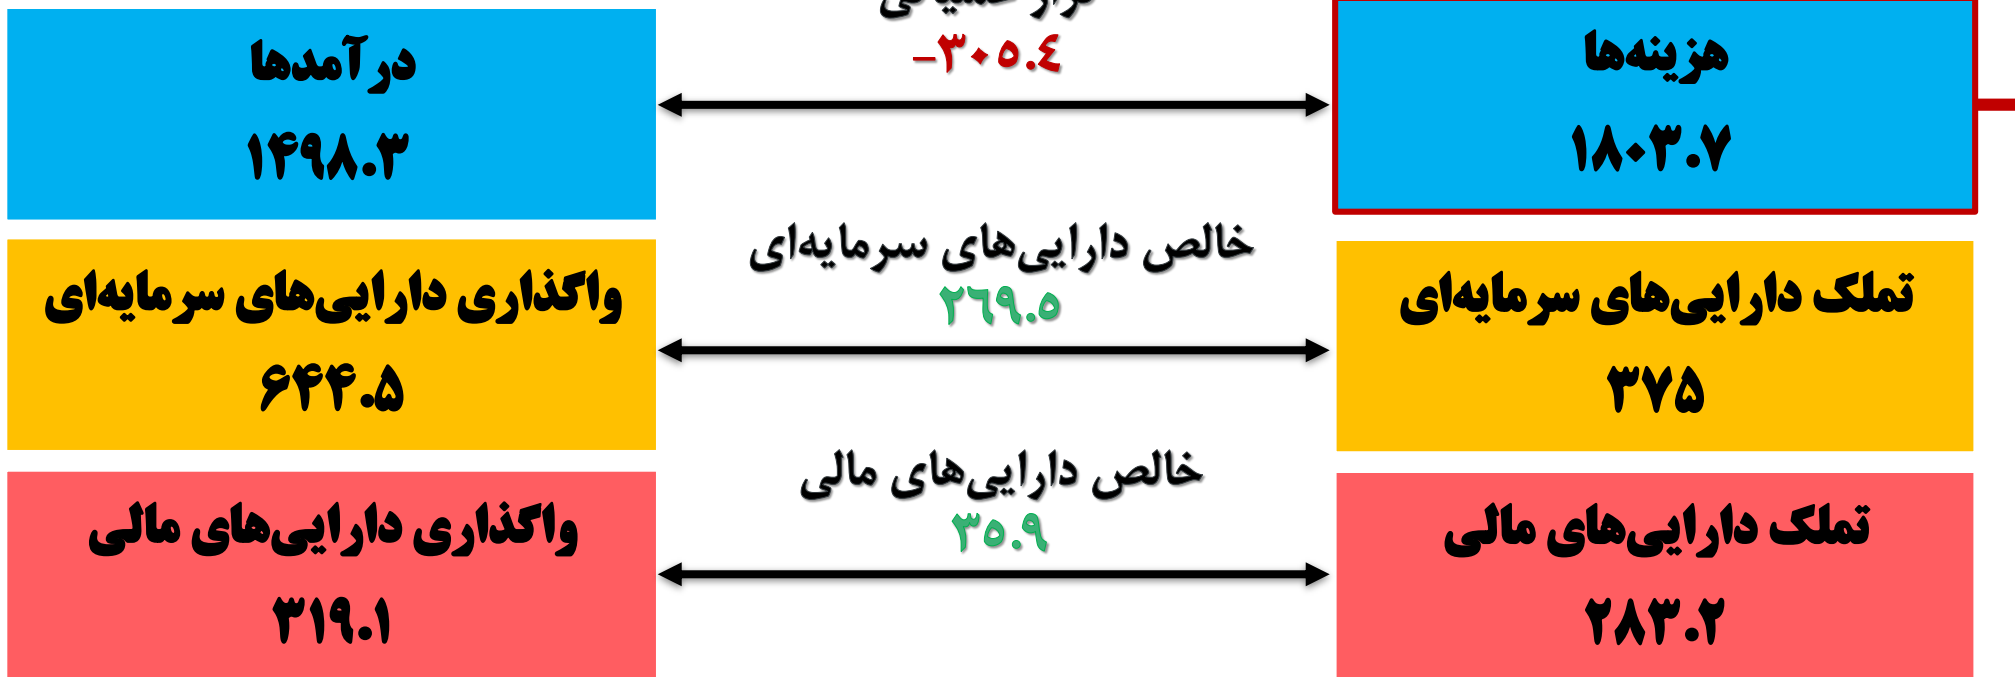 هزینه‌ها
۱۸۰۳.۷
-۳۰۵.٤
درآمدها
۱۴۹۸.۳
تملک دارایی‌های سرمایه‌ای
۳۷۵
خالص دارایی‌های سرمایه‌ای
۲٦۹.۵
واگذاری دارایی‌های سرمایه‌ای
۶۴۴.۵
تملک دارایی‌های مالی
۲۸۳.۲
خالص دارایی‌های مالی
۳۵.۹
واگذاری دارایی‌های مالی
۳۱۹.۱